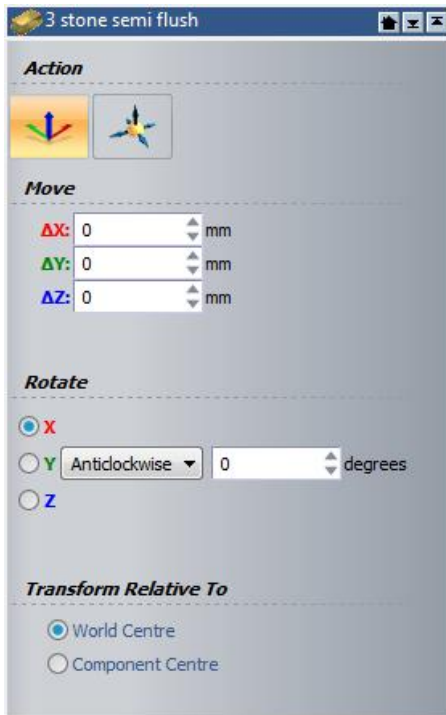 3 stone semi flush
Action
Move
ΔX: 0 mm
ΔY: 0 mm
ΔZ: 0 mm
Rotate
X
Y Anticlockwise 0 degrees
Z
Transform Relative To
World Centre
Component Centre